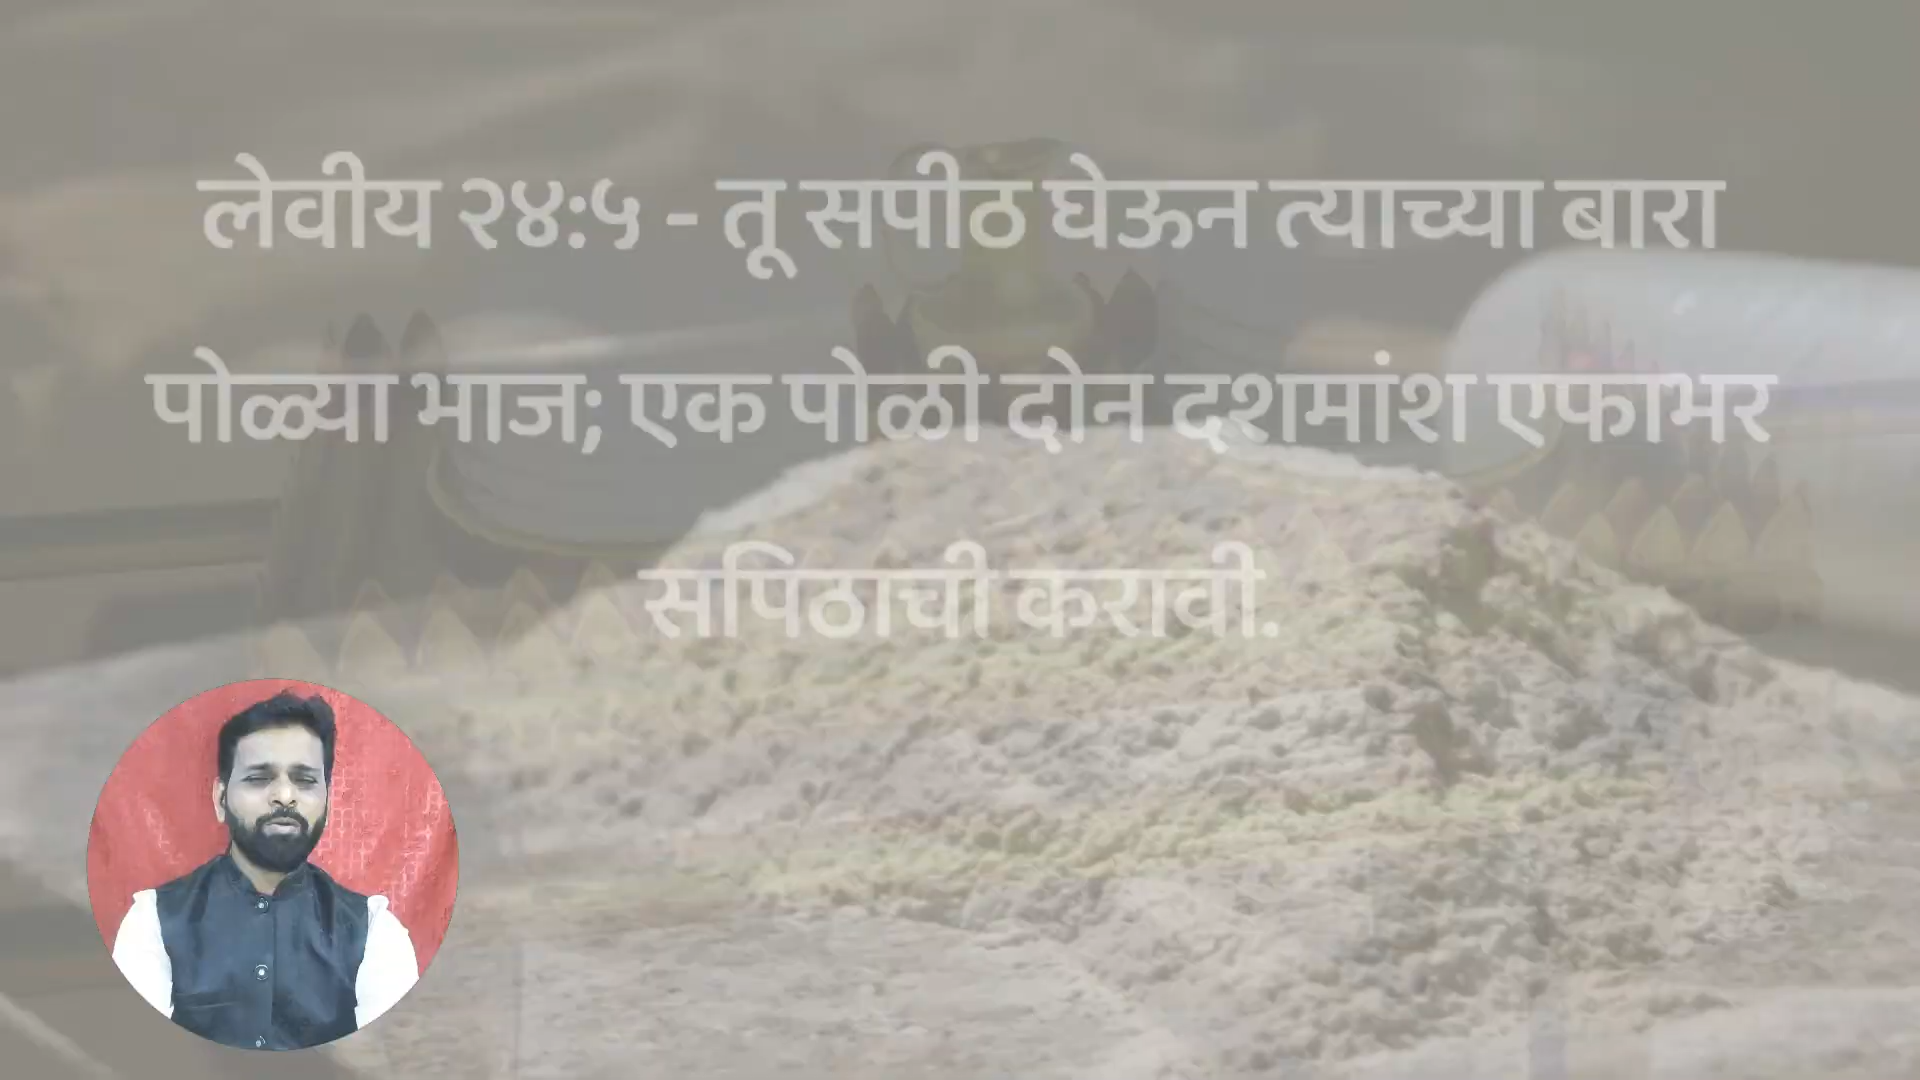 लेवीय २४:५ - तू सपीठ घेऊन त्याच्या बारा
पोळ्या भाज; एक पोळी दोन दशमांश एफाभर
सपिठाची करावी.